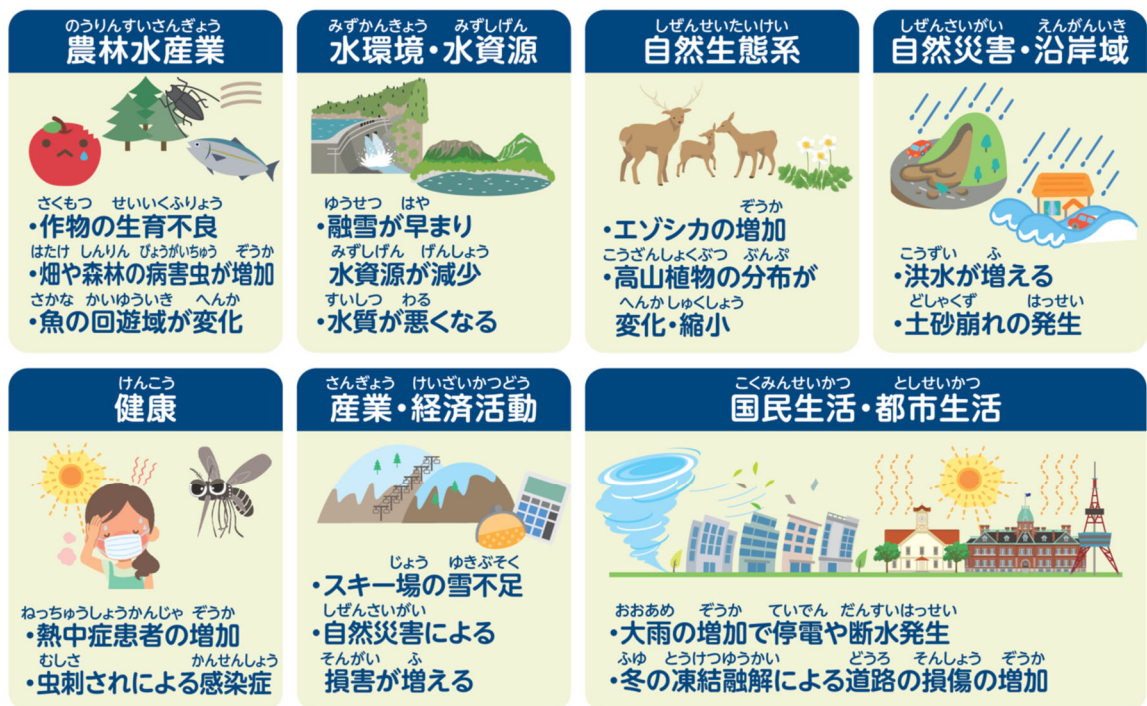 のうりんすいさんぎょう
農林水産業
さくもつ せいいくふりょう
・作物の生育不良
はたけ しんりん びょうがいちゅう ぞうか
・畑や森林の病害虫が増加
さかな かいゆういき へんか
・魚の回遊域が変化
みずかんきょう みずしげん
水環境・水資源
ゆうせつ はや
・融雪が早まり
みずしげん げんしょう
水資源が減少
すいしつ わる
・水質が悪くなる
しぜんせいたいけい
自然生態系
ぞうか
・エゾシカの増加
こうざんしょくぶつ ぶんぷ
・高山植物の分布が
へんか しゅくしょう
変化・縮小
しぜんさいがい えんがんいき
自然災害・沿岸域
こうずい ふ
・洪水が増える
どしゃくず はっせい
・土砂崩れの発生
けんこう
健康
ねっちゅうしょうかんじゃ ぞうか
・熱中症患者の増加
むしさ かんせんしょう
・虫刺されによる感染症
さんぎょう けいざいかつどう
産業・経済活動
じょう ゆきぶそく
・スキー場の雪不足
しぜんさいがい
・自然災害による
そんがい ふ
損害が増える
こくみんせいかつ としせいかつ
国民生活・都市生活
おおあめ ぞうか ていでん だんすいはっせい
・大雨の増加で停電や断水発生
ふゆ とうけつゆうかい どうろ そんしょう ぞうか
・冬の凍結融解による道路の損傷の増加